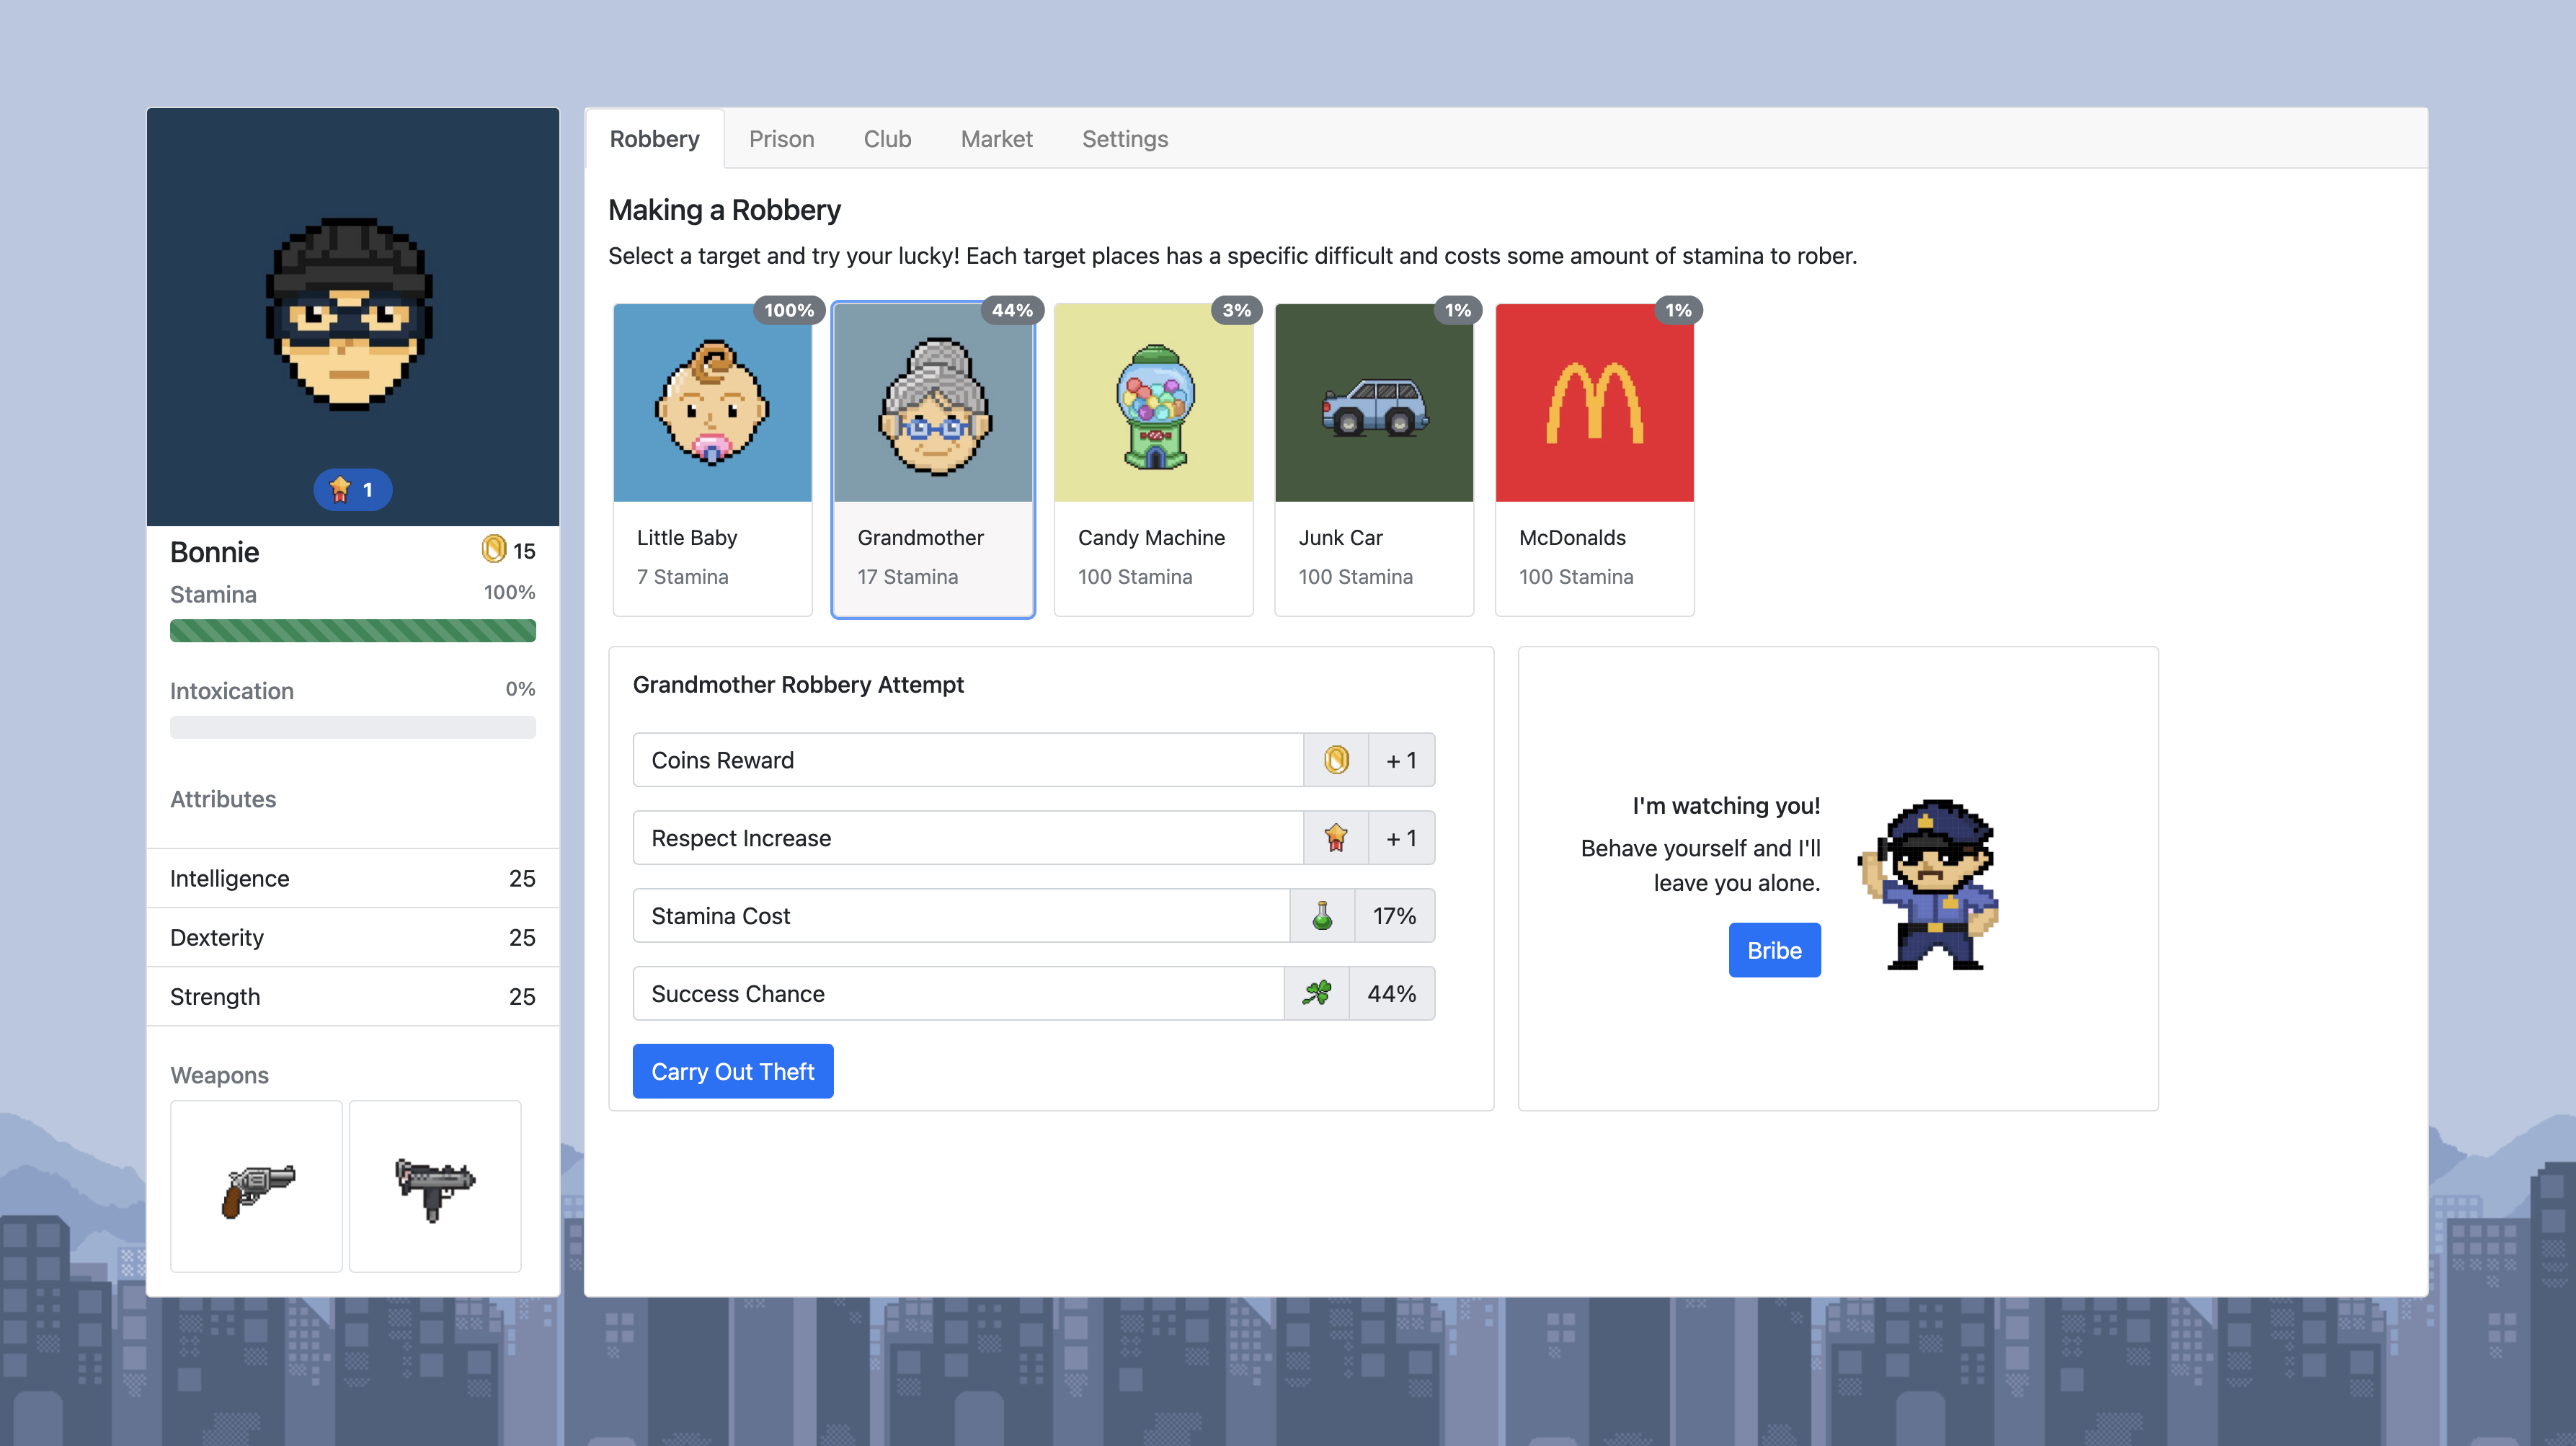 1
Bonnie
15
Stamina
100%
Intoxication
0%
Attributes
Intelligence
25
Dexterity
25
Strength
25
Weapons
Robbery
Prison
Club
Market
Settings
Making a Robbery
Select a target and try your lucky! Each target places has a specific difficult and costs some amount of stamina to rober.
100%
Little Baby
7 Stamina
44%
Grandmother
17 Stamina
3%
Candy Machine
100 Stamina
1%
Junk Car
100 Stamina
1%
McDonalds
100 Stamina
Grandmother Robbery Attempt
Coins Reward
+ 1
Respect Increase
+ 1
Stamina Cost
17%
Success Chance
44%
Carry Out Theft
I'm watching you!
Behave yourself and I'll
leave you alone.
Bribe